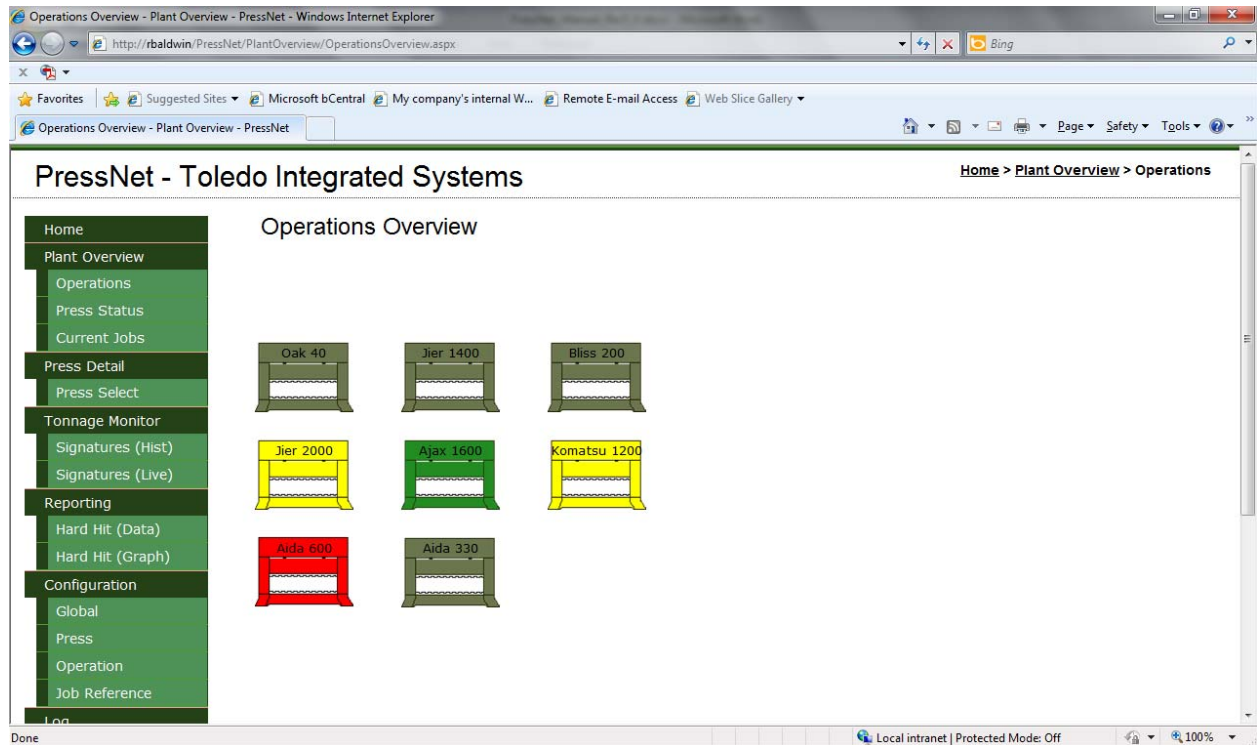 Operations Overview - Plant Overview - PressNet - Windows Internet Explorer
http://rbaldwin/PressNet/PlantOverview/OperationsOverview.aspx
Bing
Favorites
Suggested Sites
Microsoft bCentral
My company's internal W...
Remote E-mail Access
Web Slice Gallery
Operations Overview - Plant Overview - PressNet
Page
Safety
Tools
PressNet - Toledo Integrated Systems
Home > Plant Overview > Operations
Home
Plant Overview
Operations
Press Status
Current Jobs
Press Detail
Press Select
Tonnage Monitor
Signatures (Hist)
Signatures (Live)
Reporting
Hard Hit (Data)
Hard Hit (Graph)
Configuration
Global
Press
Operation
Job Reference
Log
Operations Overview
Oak 40
Jier 1400
Bliss 200
Jier 2000
Ajax 1600
Komatsu 1200
Aida 600
Aida 330
Done
Local intranet | Protected Mode: Off
100%